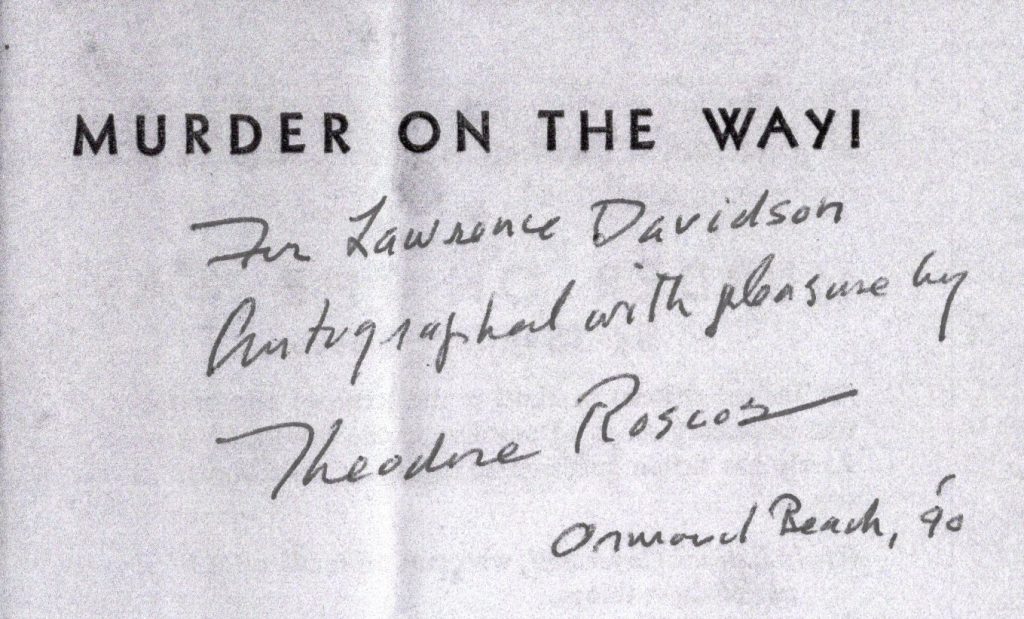 MURDER ON THE WAY!
For Lawrence Davidson
Autographed with pleasure by
Theodore Roscoe
Ormond Beach, '90